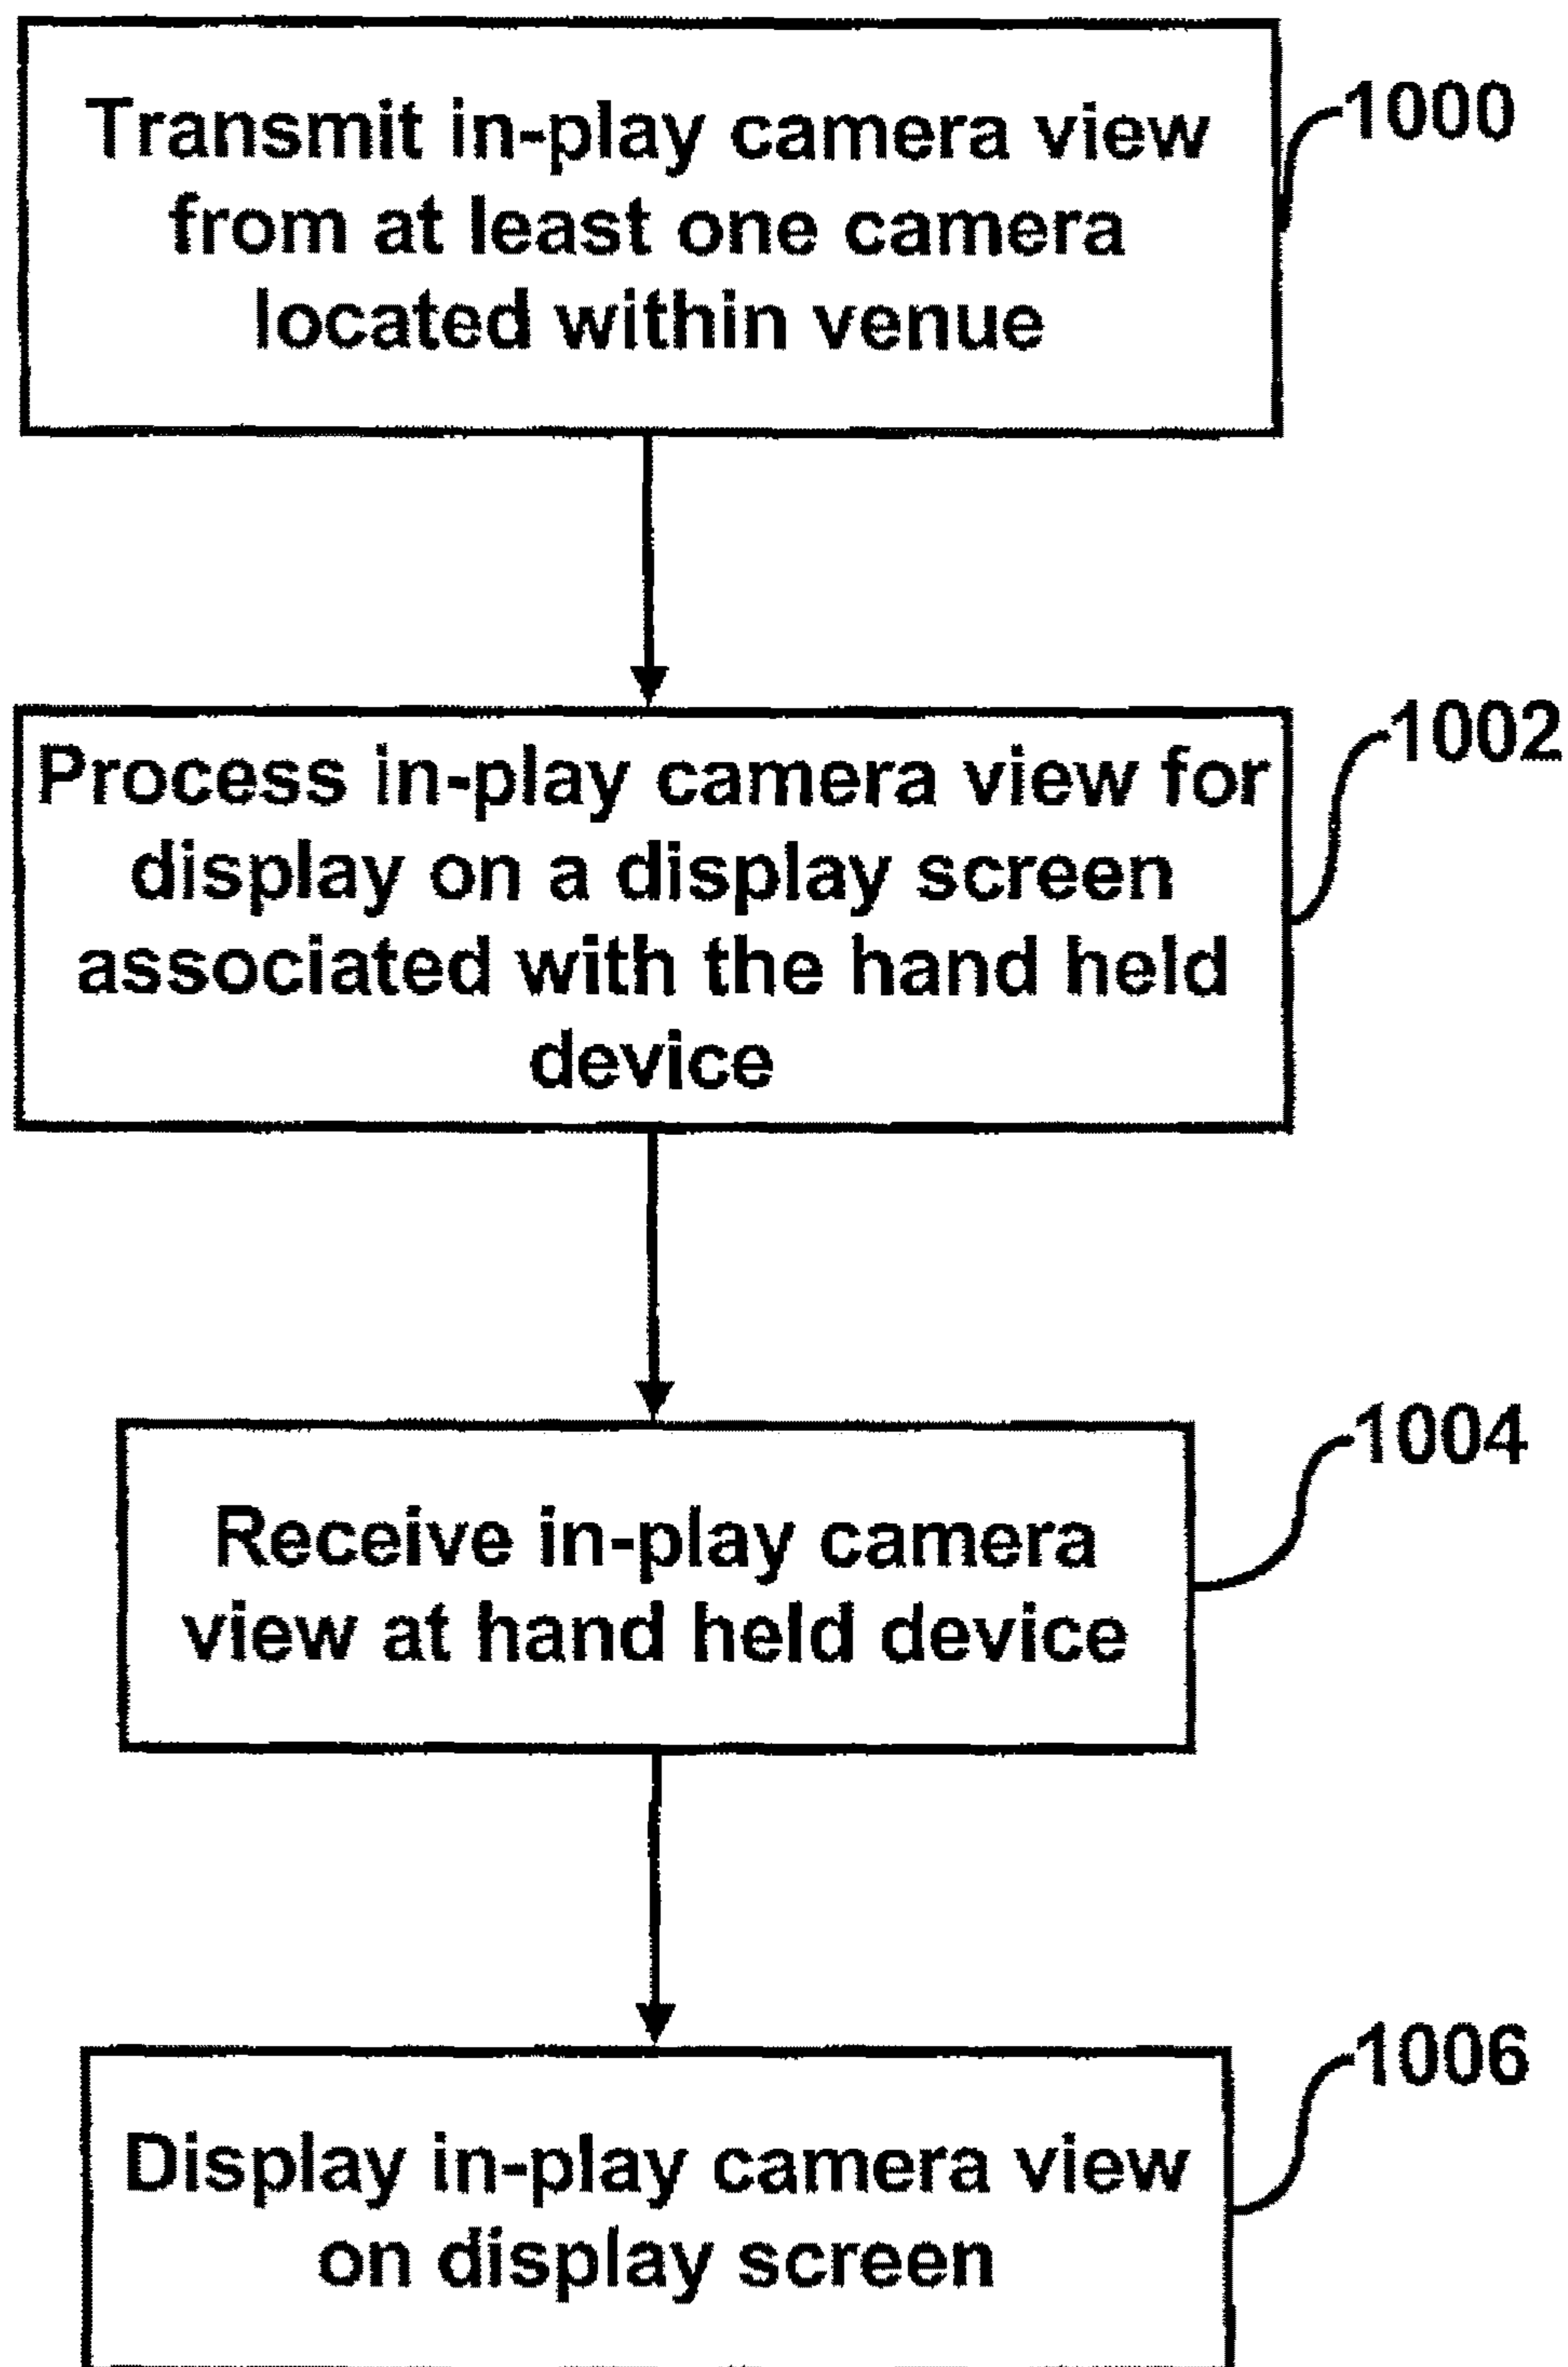 Transmit in-play camera view
from at least one camera
located within venue
1000
Process in-play camera view for
display on a display screen
associated with the hand held
device
1002
Receive in-play camera
view at hand held device
1004
Display in-play camera view
on display screen
1006